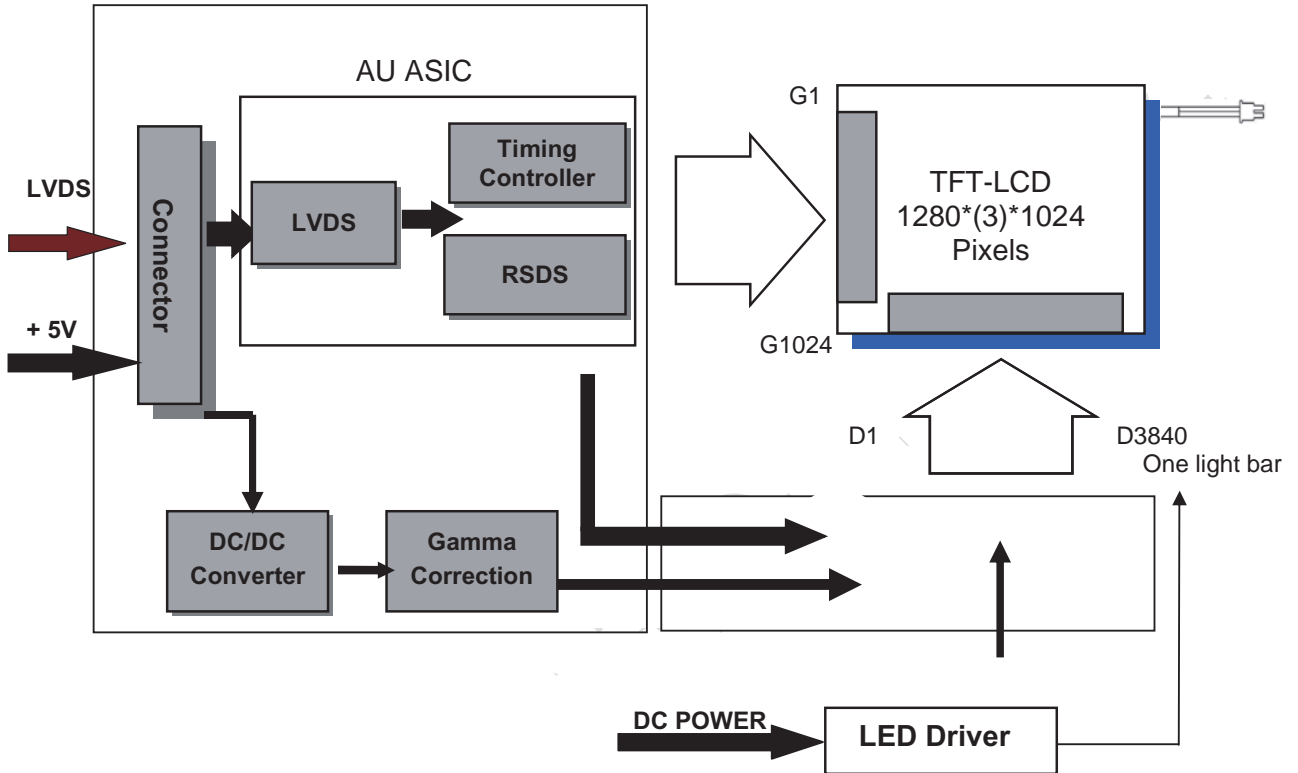 AU ASIC
G1
Timing
Controller
TFT-LCD
1280*(3)*1024
Pixels
LVDS
Connector
LVDS
RSDS
+ 5V
G1024
D1
D3840
One light bar
DC/DC
Converter
Gamma
Correction
DC POWER
LED Driver